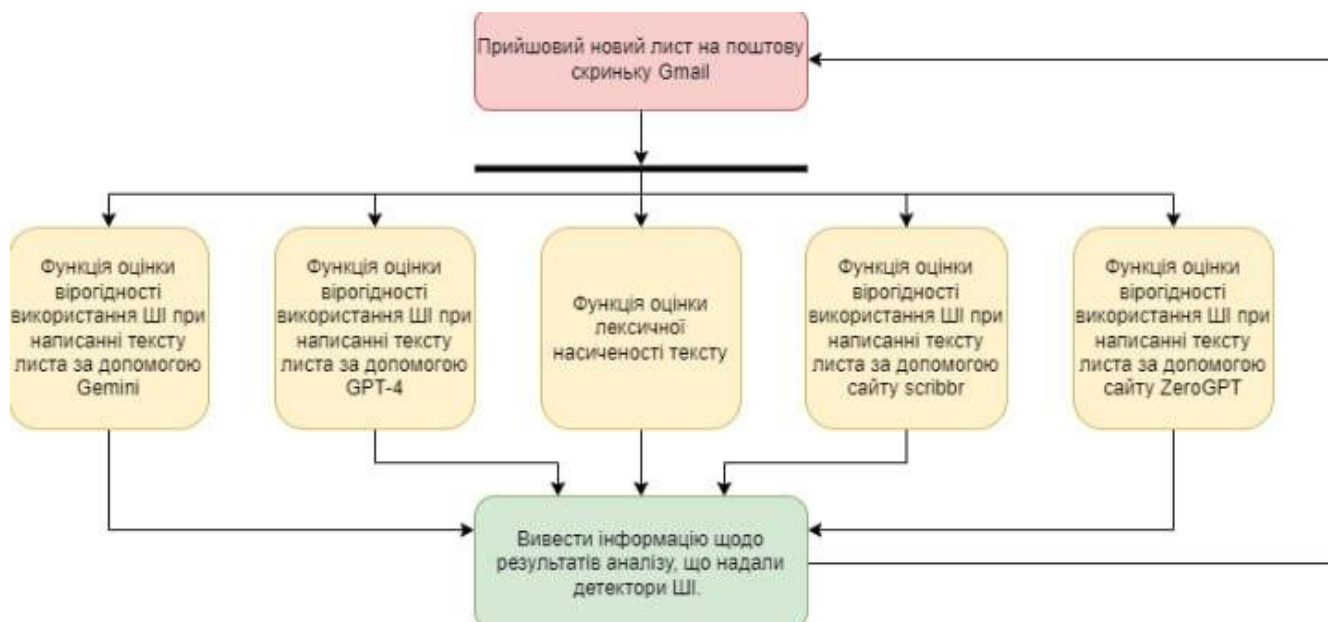 Прийшовий новий лист на поштову
скриньку Gmail
Функція оцінки
вірогідності
використання ШІ при
написанні тексту
листа за допомогою
Gemini
Функція оцінки
вірогідності
використання ШІ при
написанні тексту
листа за допомогою
GPT-4
Функція оцінки
лексичної
насиченості тексту
Функція оцінки
вірогідності
використання ШІ при
написанні тексту
листа за допомогою
сайту scribbr
Функція оцінки
вірогідності
використання ШІ при
написанні тексту
листа за допомогою
сайту ZeroGPT
Вивести інформацію щодо
результатів аналізу, що надали
детектори ШІ.